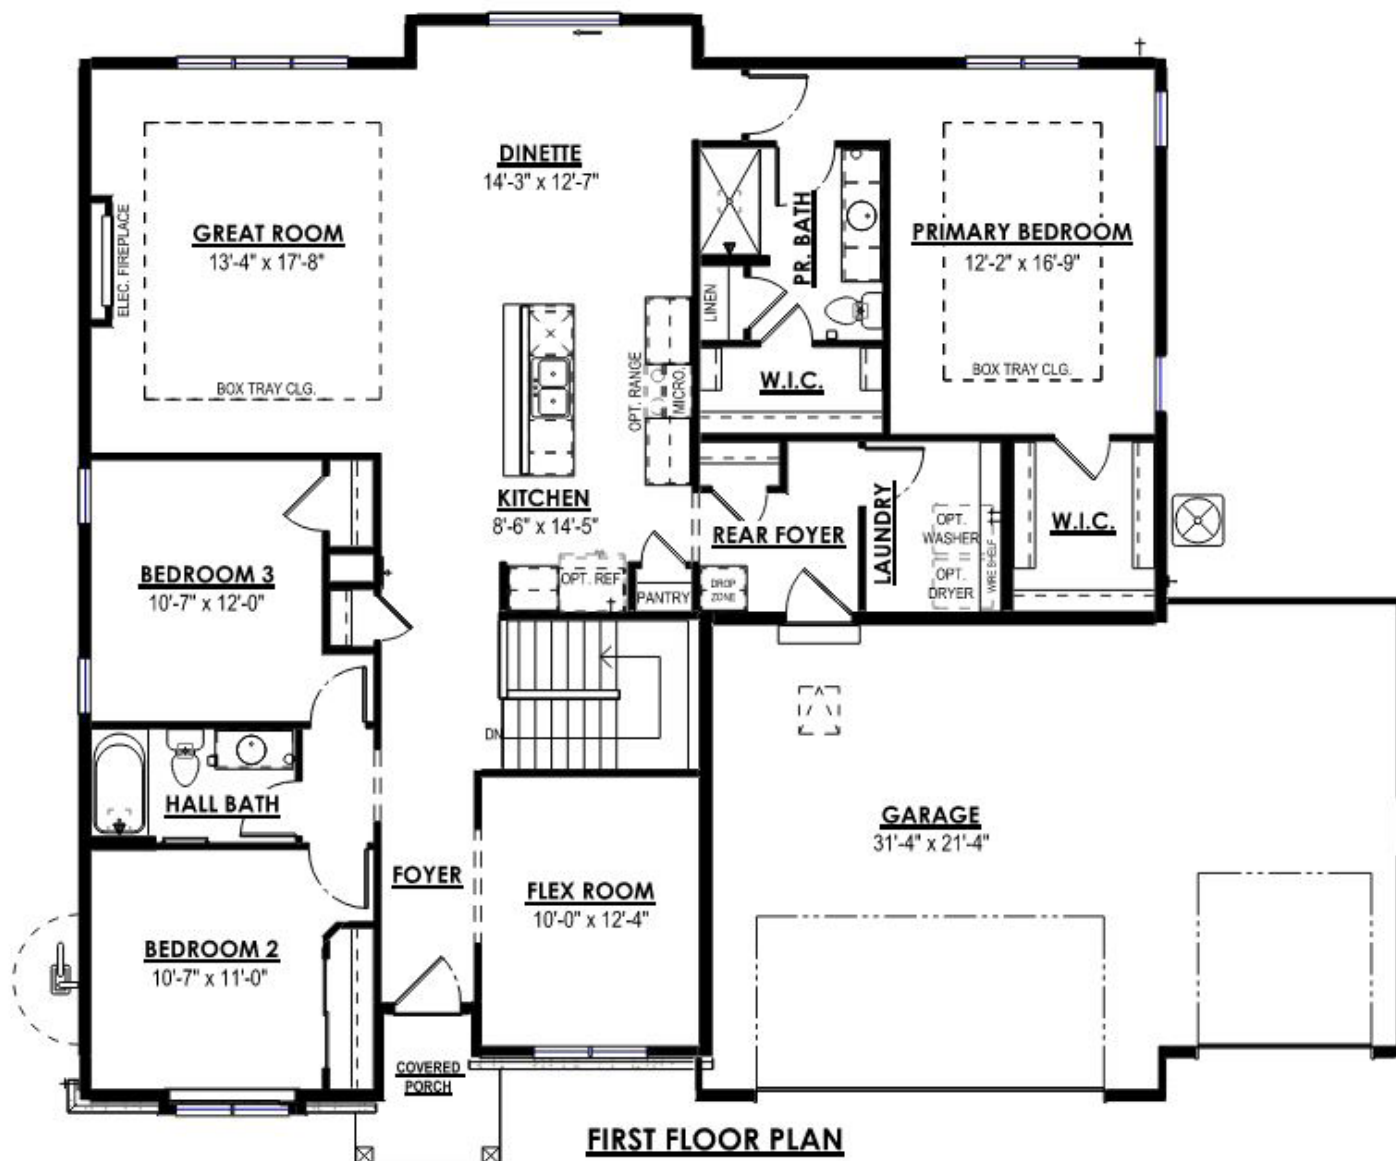 DINETTE
14'-3" x 12'-7"
GREAT ROOM
13'-4" x 17'-8"
ELEC. FIREPLACE
BOX TRAY CLG.
PR. BATH
LINEN
W.I.C.
PRIMARY BEDROOM
12'-2" x 16'-9"
BOX TRAY CLG.
OPT. RANGE
MICRO.
KITCHEN
8'-6" x 14'-5"
OPT. REF
PANTRY
REAR FOYER
DROP
ZONE
LAUNDRY
OPT.
WASHER
OPT.
DRYER
WIRE SHELF
W.I.C.
BEDROOM 3
10'-7" x 12'-0"
DN
HALL BATH
FOYER
FLEX ROOM
10'-0" x 12'-4"
GARAGE
31'-4" x 21'-4"
BEDROOM 2
10'-7" x 11'-0"
COVERED
PORCH
FIRST FLOOR PLAN